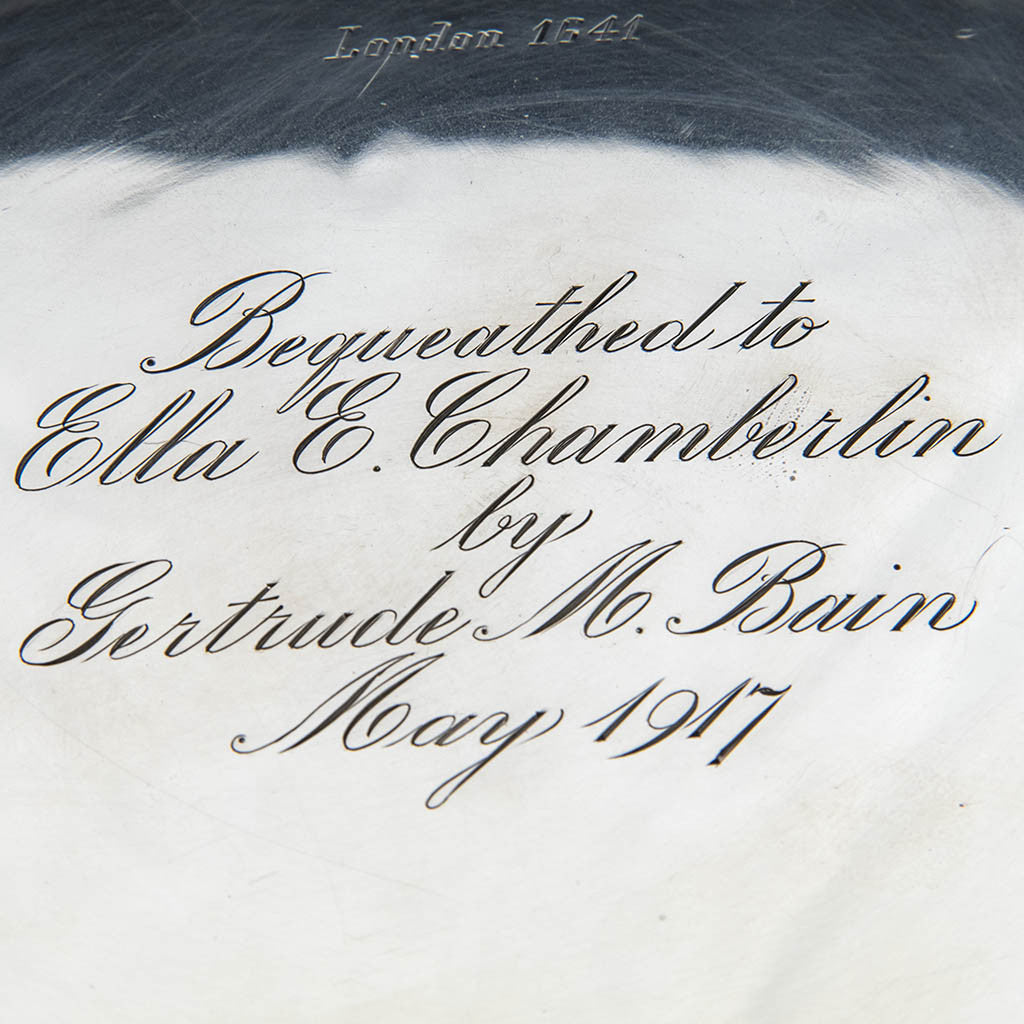 London 1641
Bequeathed to
Ella E. Chamberlin
by
Gertrude M. Bain
May 1917